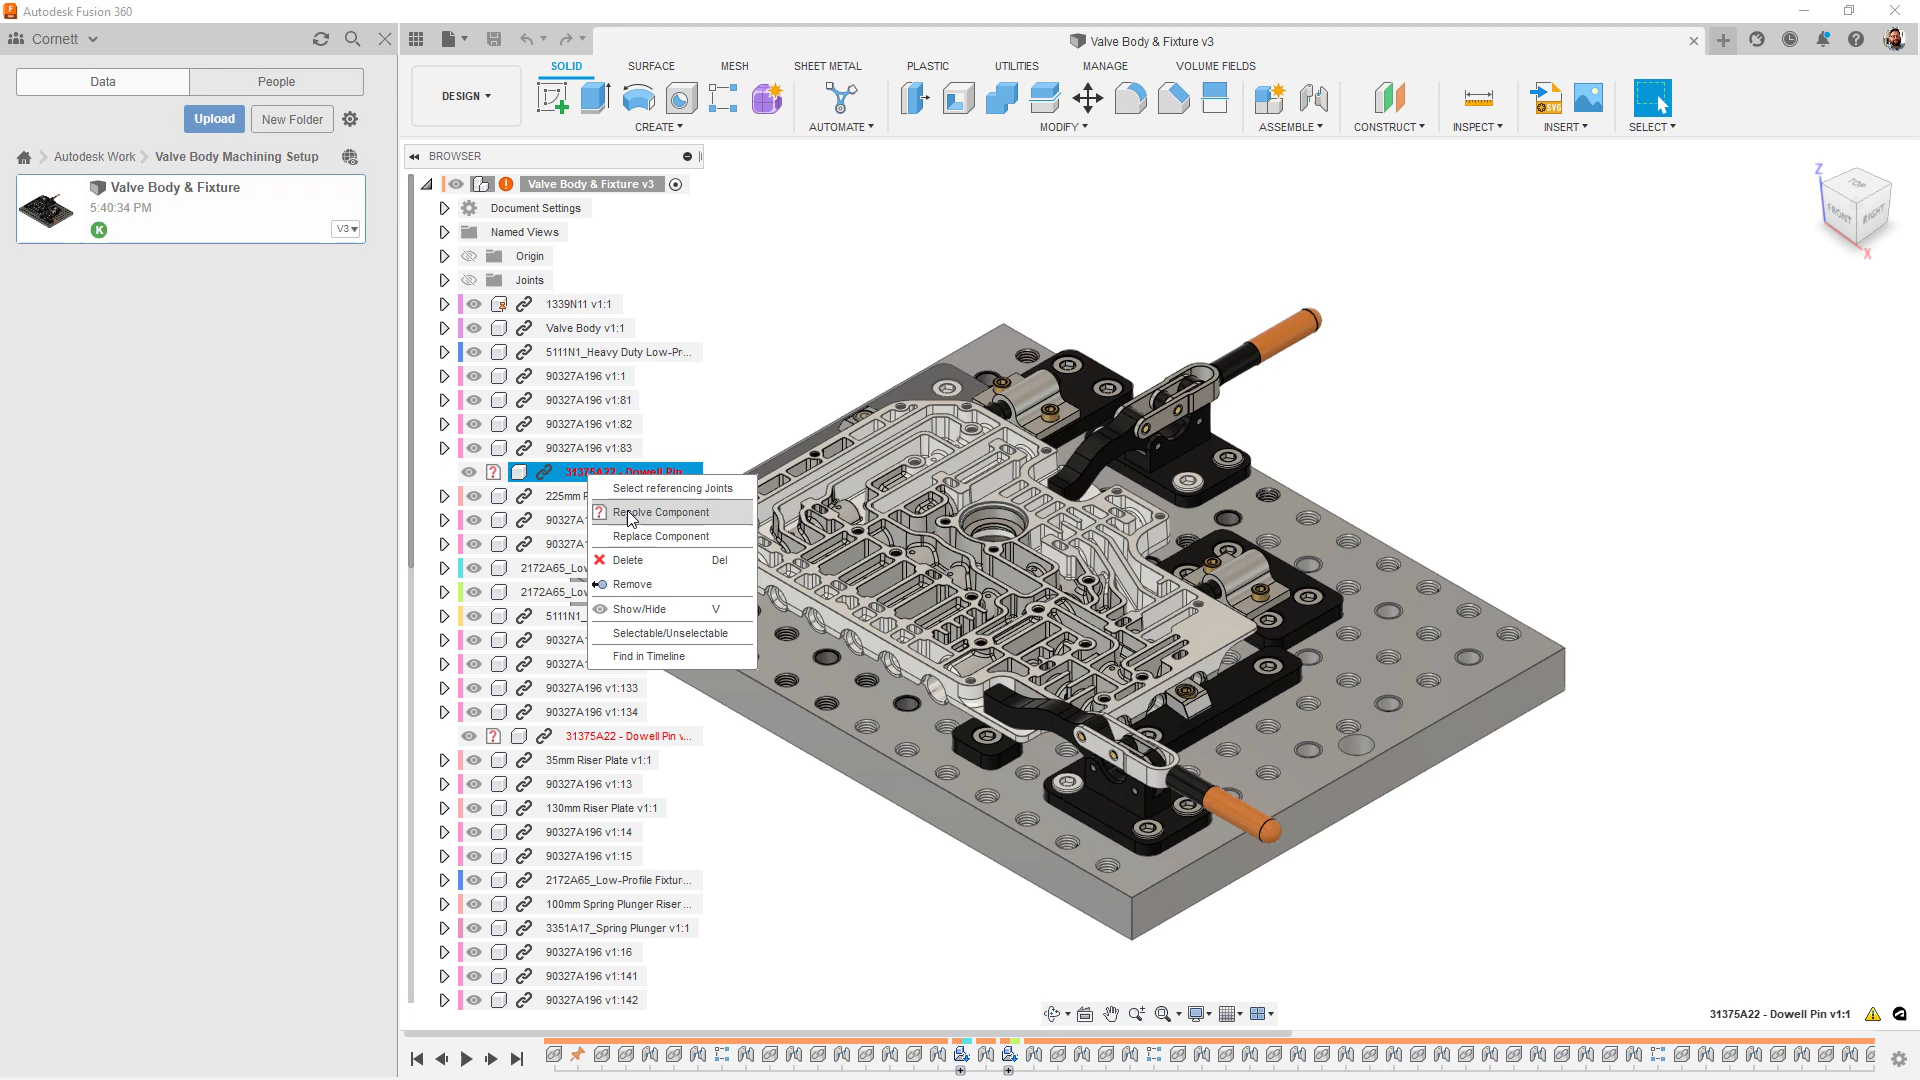 Autodesk Fusion 360
Cornett
Valve Body & Fixture v3
Data
People
Upload
New Folder
Autodesk Work
Valve Body Machining Setup
Valve Body & Fixture
5:40:34 PM
K
V3
DESIGN
SOLID
SURFACE
MESH
SHEET METAL
PLASTIC
UTILITIES
MANAGE
VOLUME FIELDS
CREATE
AUTOMATE
MODIFY
ASSEMBLE
CONSTRUCT
INSPECT
INSERT
SELECT
SVG
BROWSER
Valve Body & Fixture v3
Document Settings
Named Views
Origin
Joints
1339N11 v1:1
Valve Body v1:1
5111N1_Heavy Duty Low-Pr...
90327A196 v1:1
90327A196 v1:81
90327A196 v1:82
90327A196 v1:83
31375A22 - Dowell Pin
225mm
90327A1
90327A1
2172A65_Low
2172A65_Low
5111N1_
90327A1
90327A1
90327A196 v1:133
90327A196 v1:134
31375A22 - Dowell Pin v...
35mm Riser Plate v1:1
90327A196 v1:13
130mm Riser Plate v1:1
90327A196 v1:14
90327A196 v1:15
2172A65_Low-Profile Fixtur...
100mm Spring Plunger Riser ...
3351A17_Spring Plunger v1:1
90327A196 v1:16
90327A196 v1:141
90327A196 v1:142
Select referencing Joints
Resolve Component
Replace Component
Delete Del
Remove
Show/Hide V
Selectable/Unselectable
Find in Timeline
Z
TOP
FRONT
RIGHT
X
31375A22 - Dowell Pin v1:1